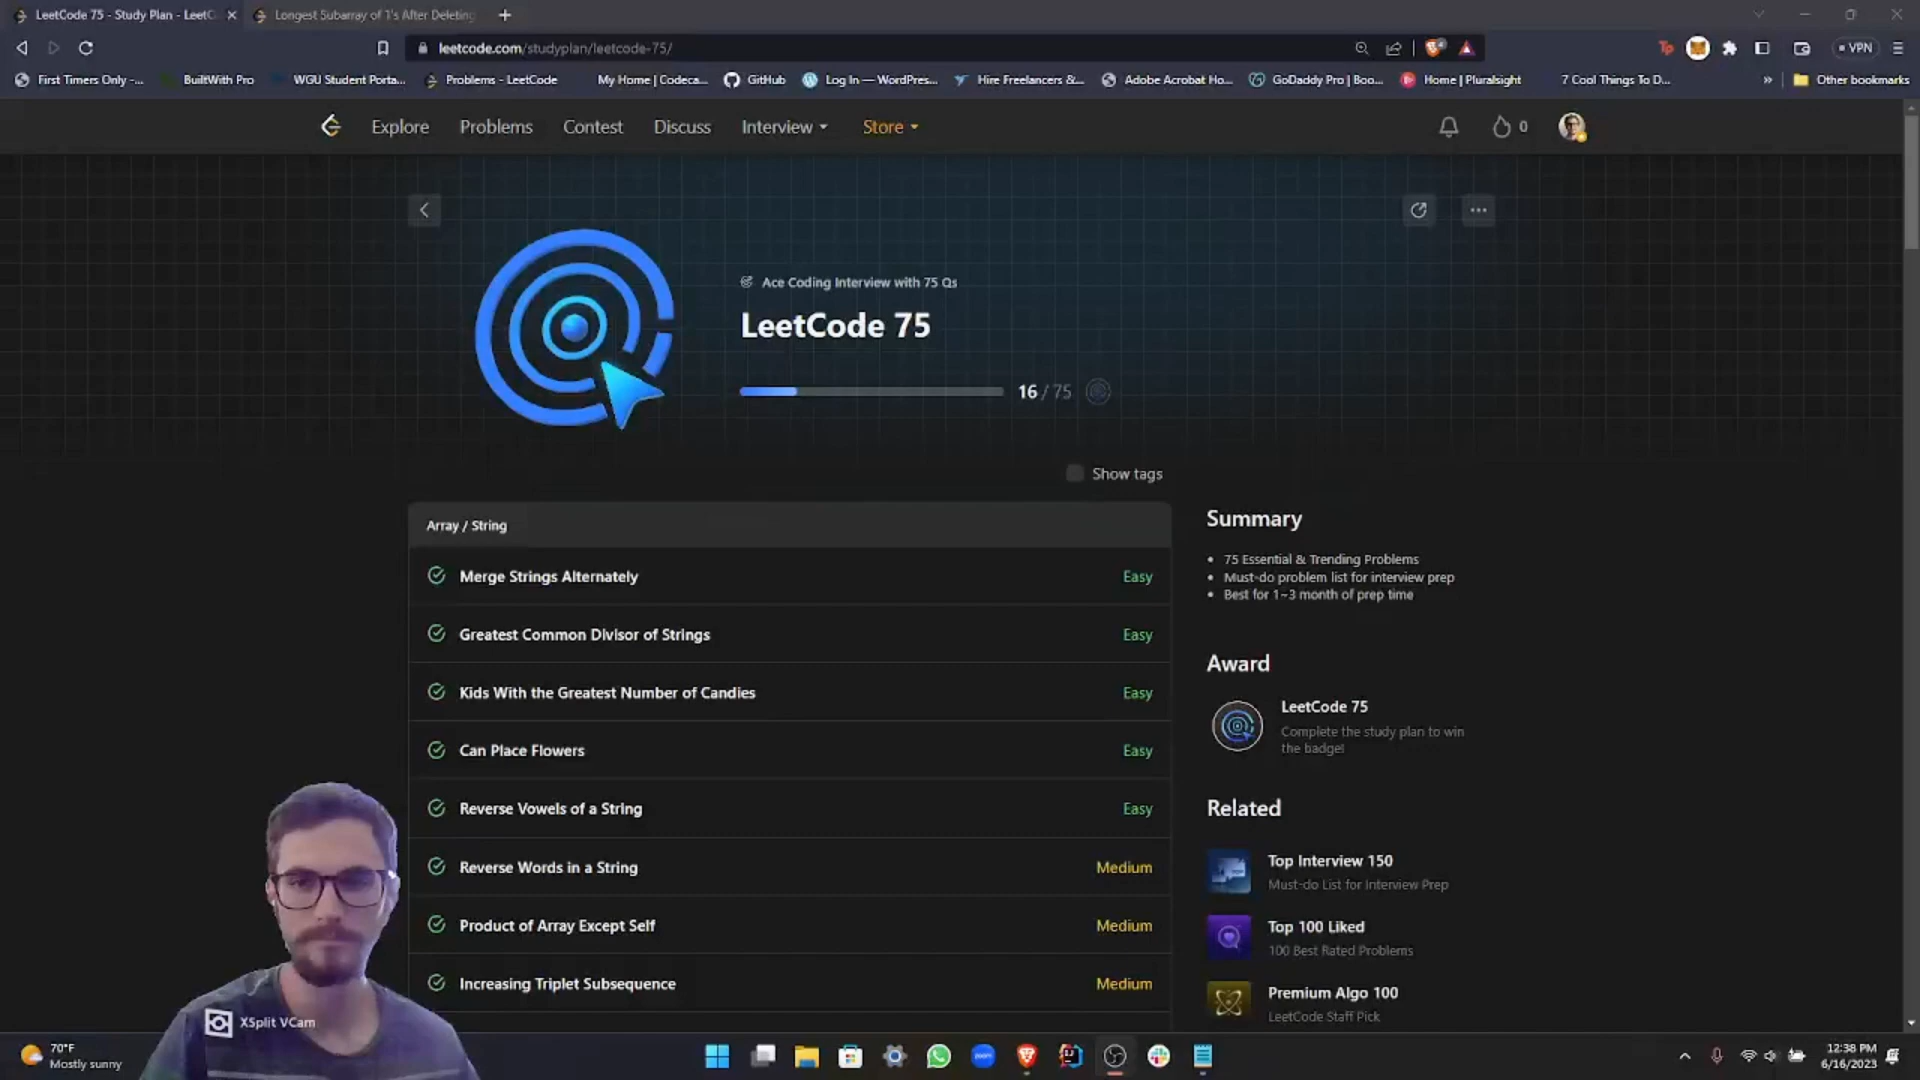 LeetCode 75 - Study Plan - LeetC
Longest Subarray of 1's After Deleting
leetcode.com/studyplan/leetcode-75/
VPN
First Timers Only -...
BuiltWith Pro
WGU Student Porta...
Problems - LeetCode
My Home | Codeca...
GitHub
Log In — WordPres...
Hire Freelancers &...
Adobe Acrobat Ho...
GoDaddy Pro | Boo...
Home | Pluralsight
7 Cool Things To D...
»
Other bookmarks
Explore
Problems
Contest
Discuss
Interview
Store
0
Ace Coding Interview with 75 Qs
LeetCode 75
16 / 75
Show tags
Array / String
Merge Strings Alternately
Easy
Greatest Common Divisor of Strings
Easy
Kids With the Greatest Number of Candies
Easy
Can Place Flowers
Easy
Reverse Vowels of a String
Easy
Reverse Words in a String
Medium
Product of Array Except Self
Medium
Increasing Triplet Subsequence
Medium
Summary
75 Essential & Trending Problems
Must-do problem list for interview prep
Best for 1~3 month of prep time
Award
LeetCode 75
Complete the study plan to win
the badge!
Related
Top Interview 150
Must-do List for Interview Prep
Top 100 Liked
100 Best Rated Problems
Premium Algo 100
LeetCode Staff Pick
XSplit VCam
70°F
Mostly sunny
zoom
12:38 PM
6/16/2023